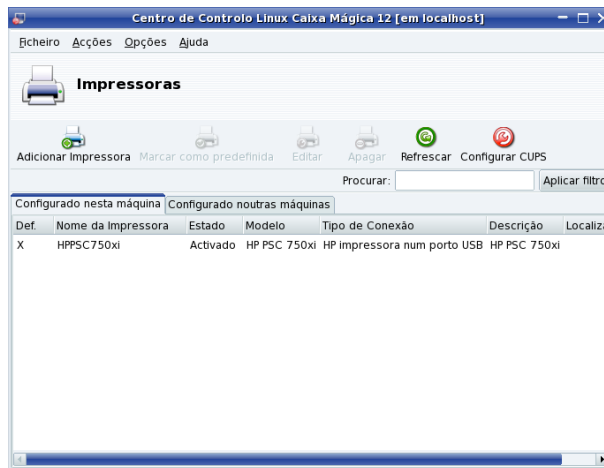 Centro de Controlo Linux Caixa Mágica 12 [em localhost]
Ficheiro Acções Opções Ajuda
Impressoras
Adicionar Impressora Marcar como predefinida Editar Apagar Refrescar Configurar CUPS
Procurar: Aplicar filtro
Configurado nesta máquina Configurado noutras máquinas
Def. Nome da Impressora Estado Modelo Tipo de Conexão Descrição Localiza
X HPPSC750xi Activado HP PSC 750xi HP impressora num porto USB HP PSC 750xi